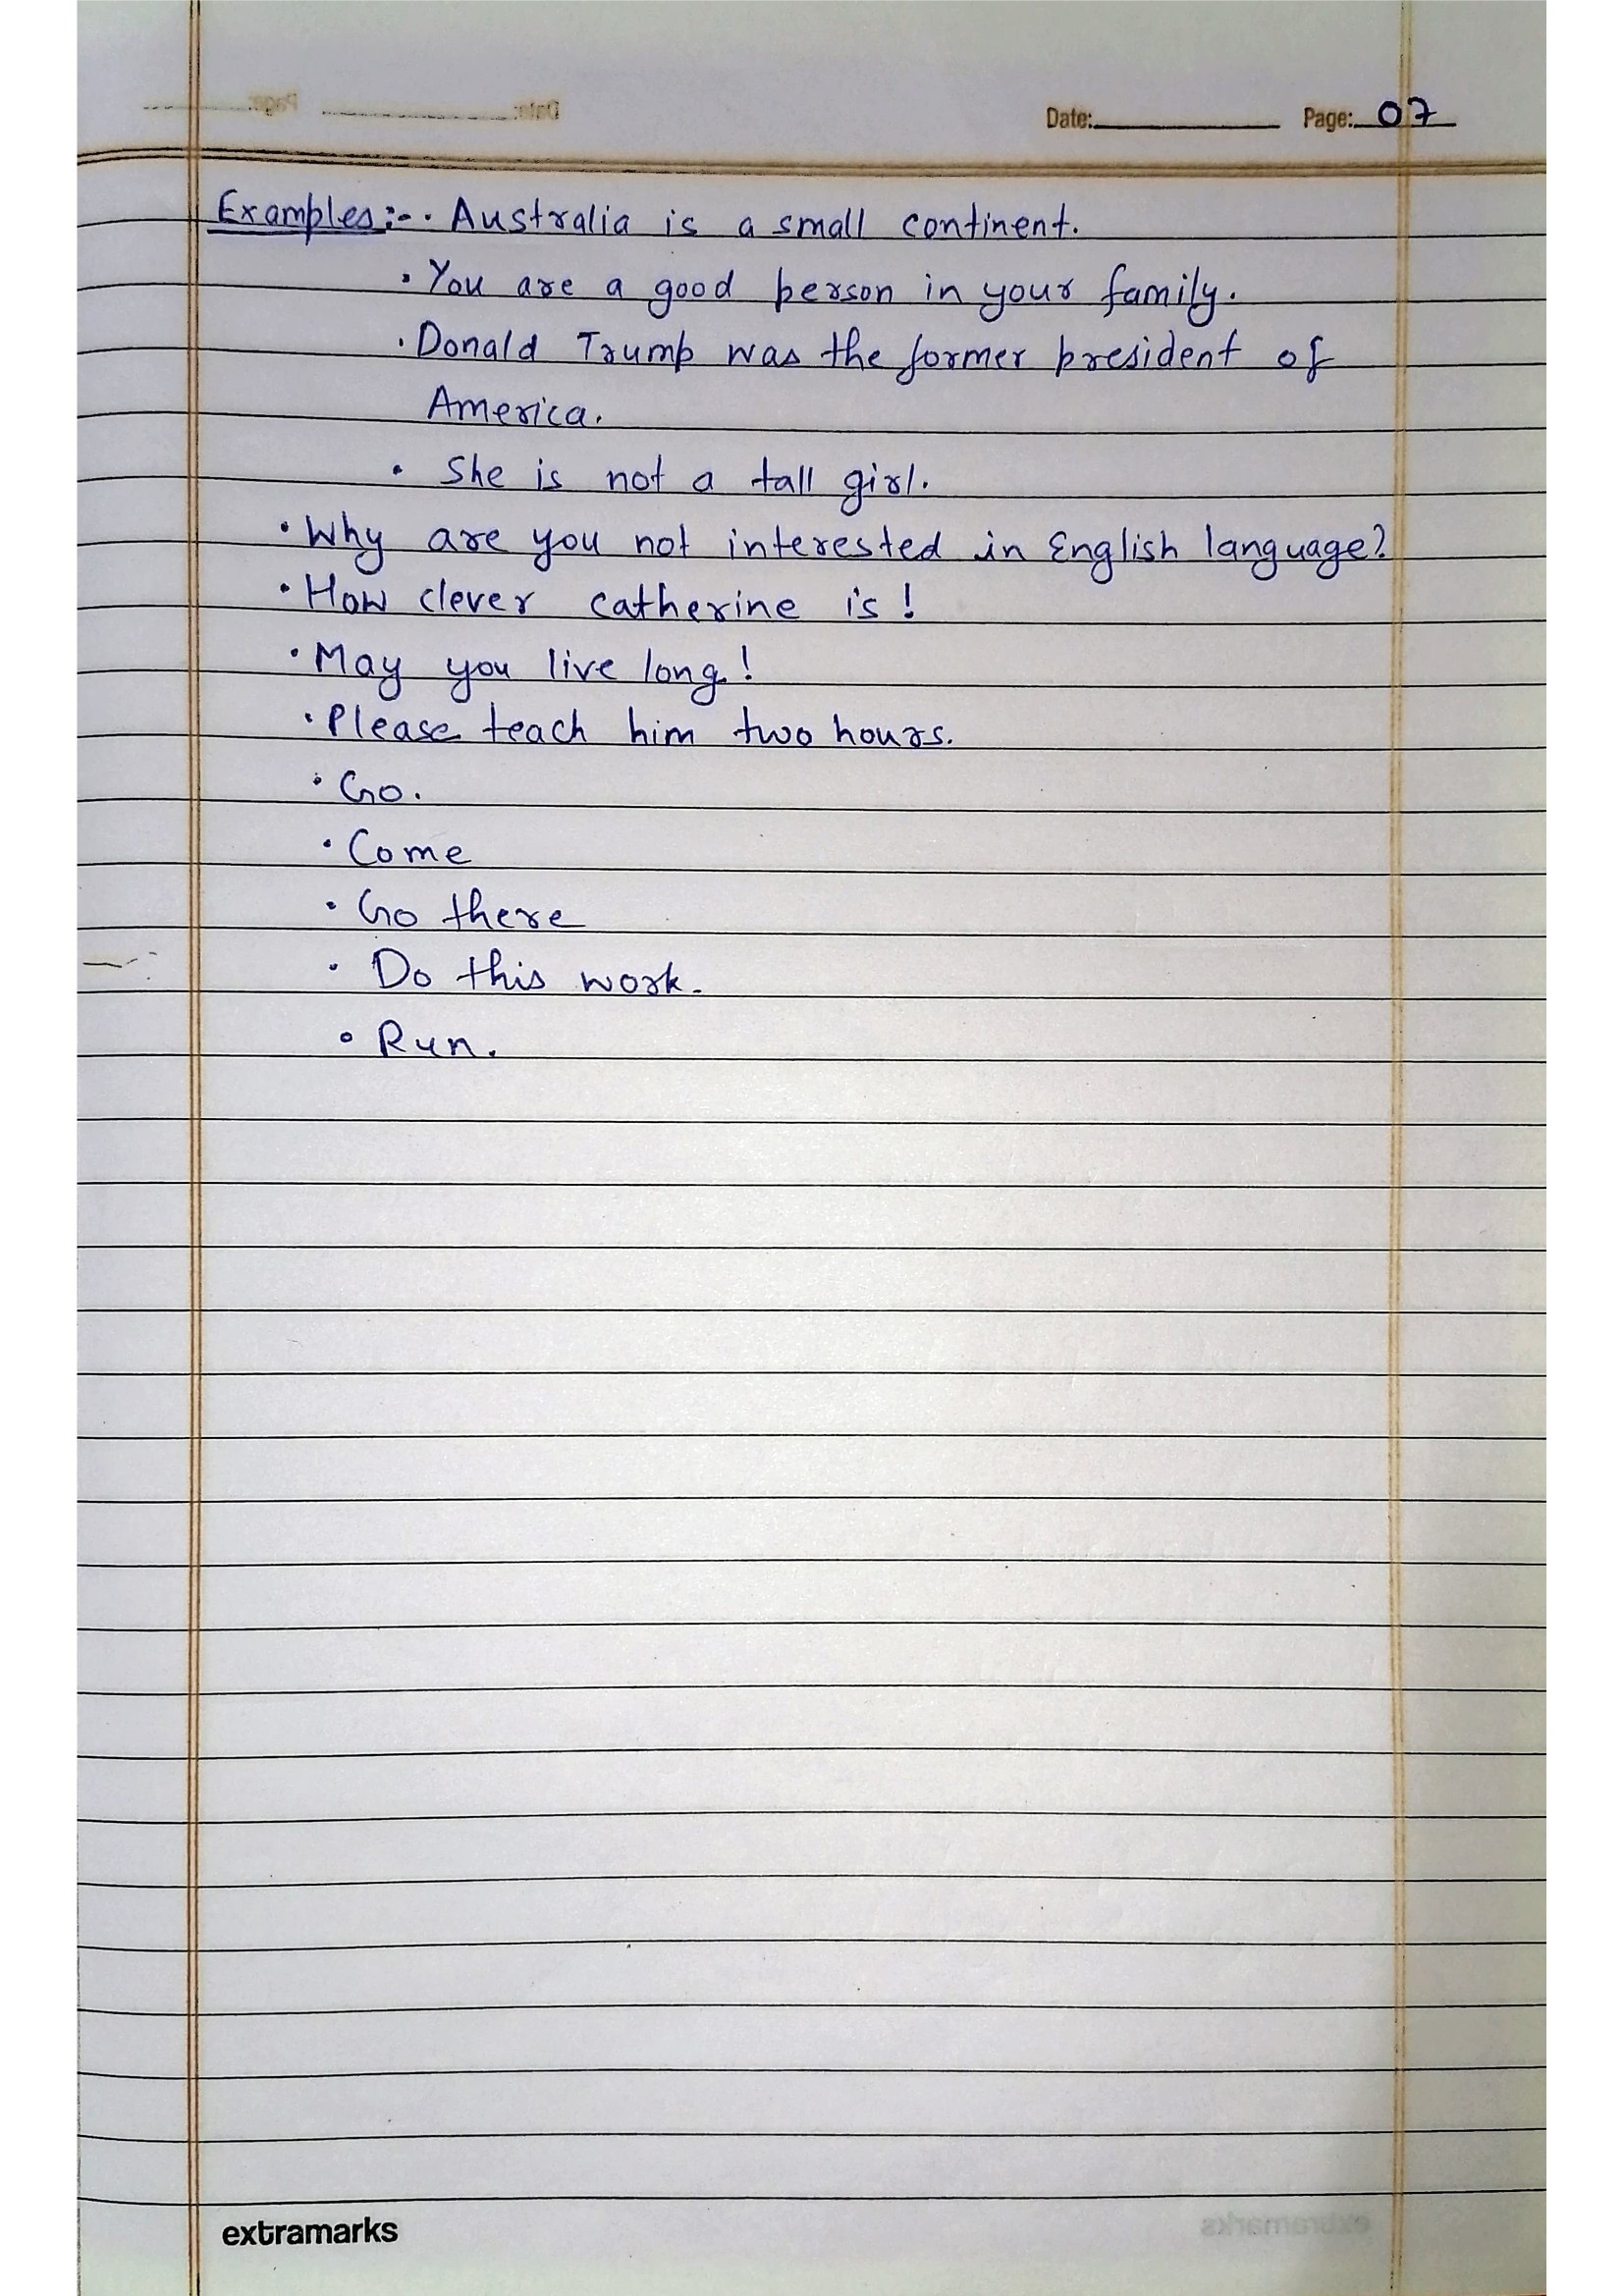 Date: Page: 07
Examples:- · Australia is a small continent.
· You are a good person in your family.
· Donald Trump was the former president of
America.
· She is not a tall girl.
· Why are you not interested in English language?
· How clever catherine is!
· May you live long!
· Please teach him two hours.
· Go.
· Come
· Go there
· Do this work.
· Run.
extramarks